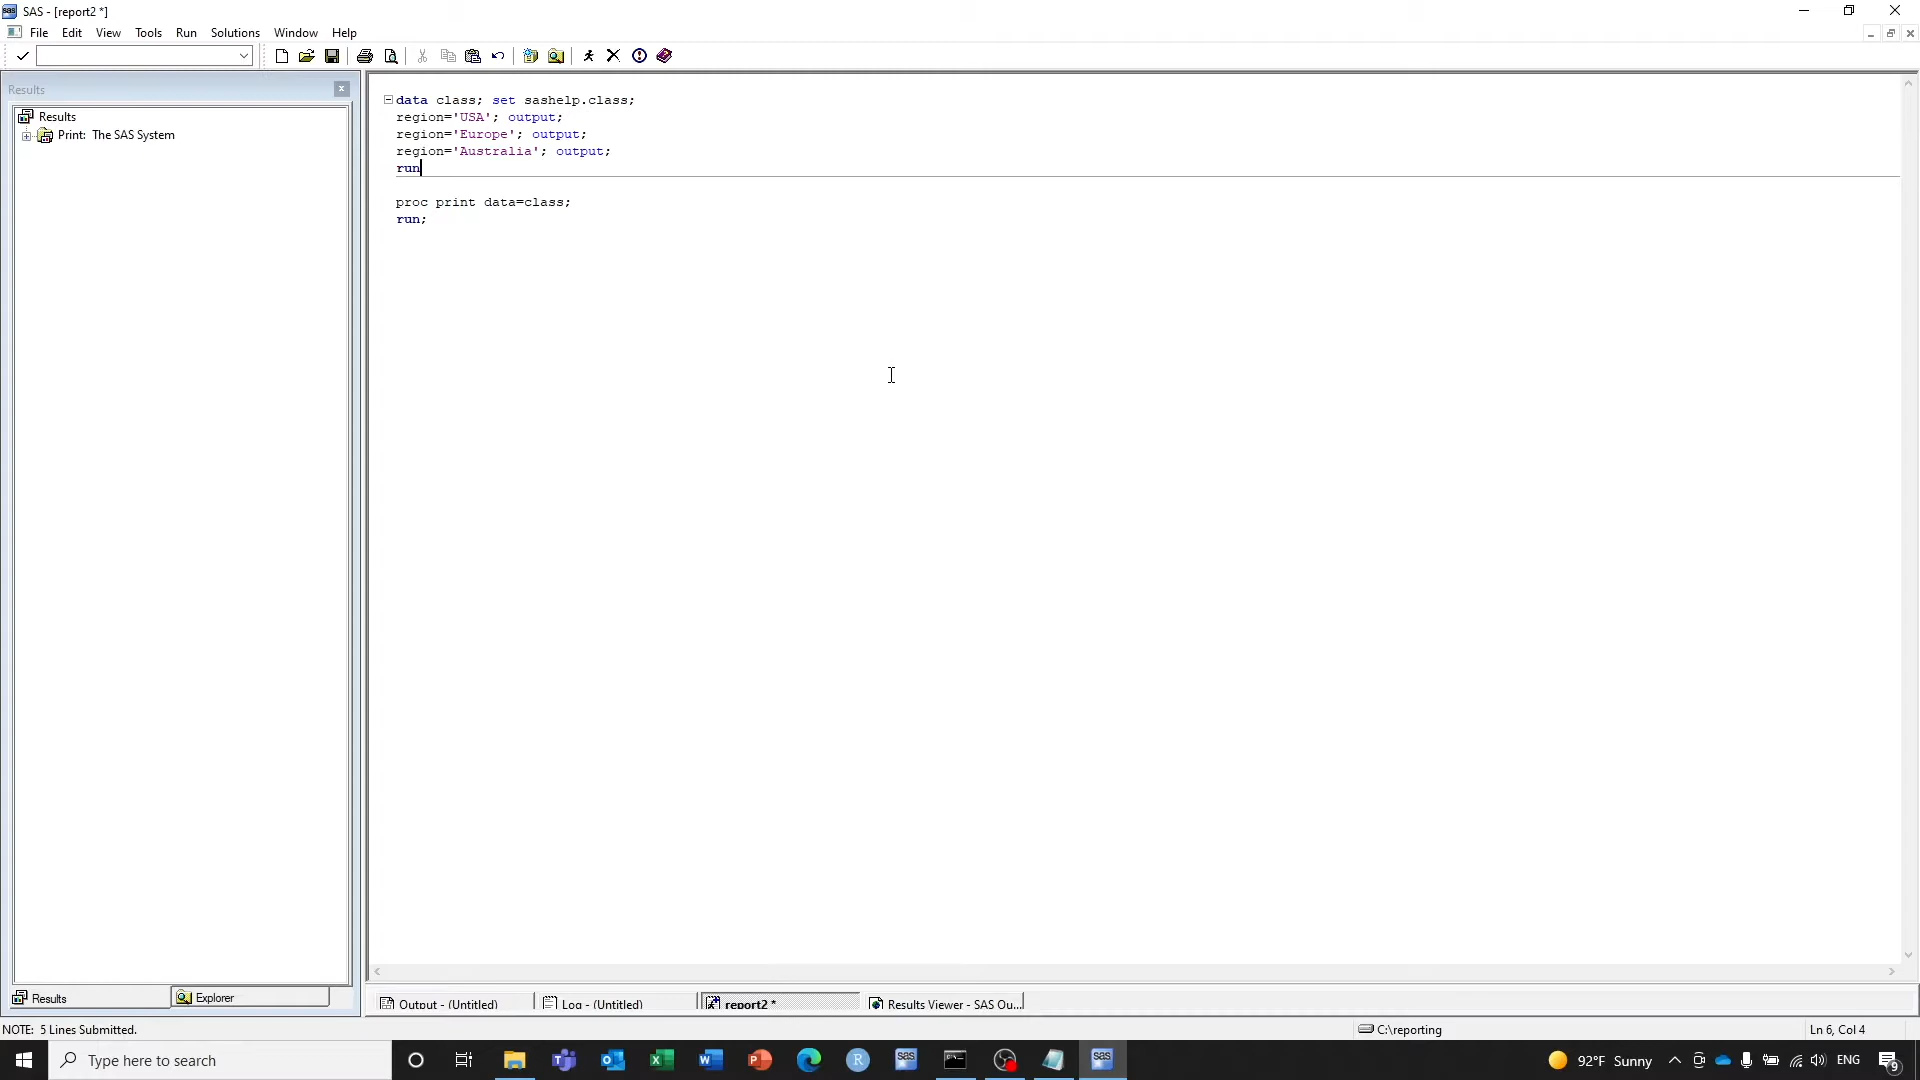 SAS - [report2 *]
File Edit View Tools Run Solutions Window Help
Results
Results
Print: The SAS System
data class; set sashelp.class;
region='USA'; output;
region='Europe'; output;
region='Australia'; output;
run
proc print data=class;
run;
Results Explorer
Output - (Untitled) Log - (Untitled) report2 * Results Viewer - SAS Ou...
NOTE: 5 Lines Submitted. C:\reporting Ln 6, Col 4
Type here to search 92°F Sunny ENG 9